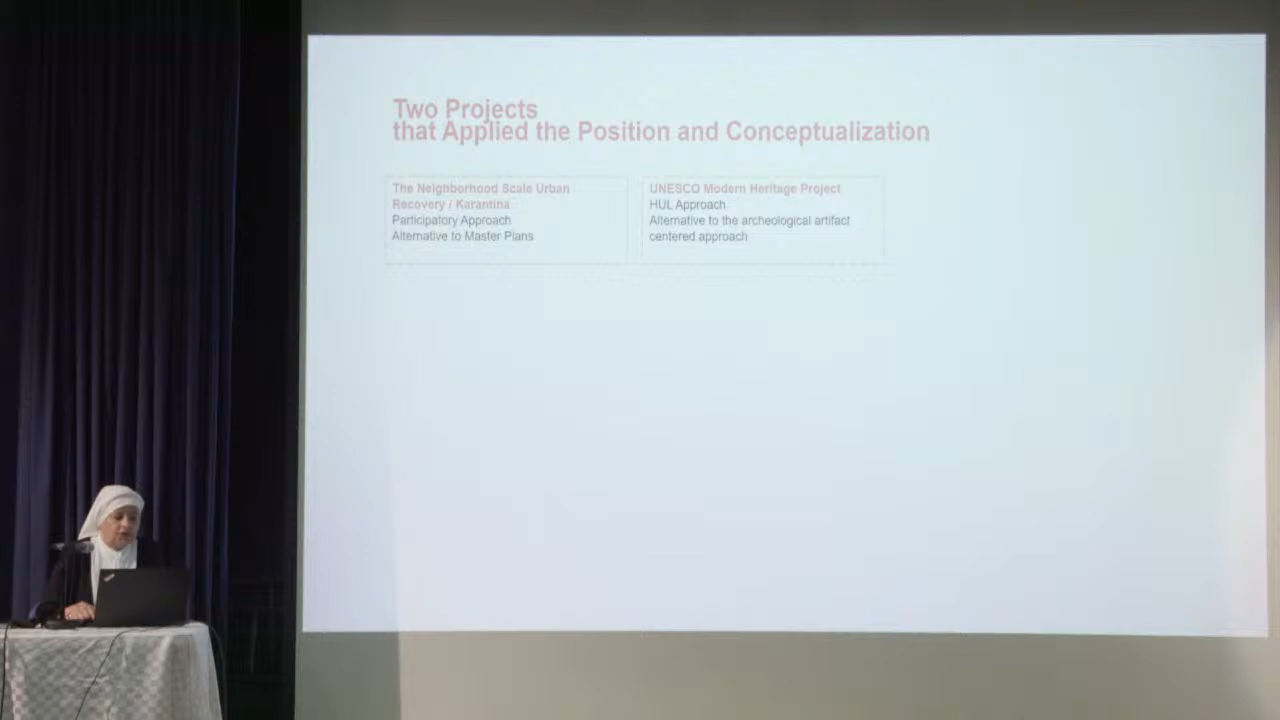 Two Projects
that Applied the Position and Conceptualization
The Neighborhood Scale Urban
Recovery / Karantina
Participatory Approach
Alternative to Master Plans
UNESCO Modern Heritage Project
HUL Approach
Alternative to the archeological artifact
centered approach